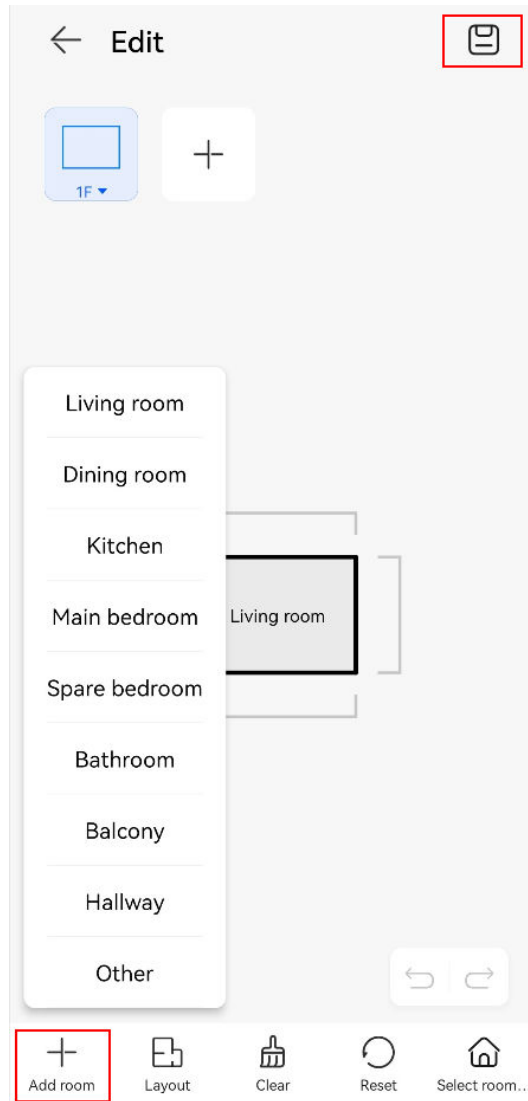 Edit
1F
Living room
Dining room
Kitchen
Main bedroom
Living room
Spare bedroom
Bathroom
Balcony
Hallway
Other
Add room
Layout
Clear
Reset
Select room..